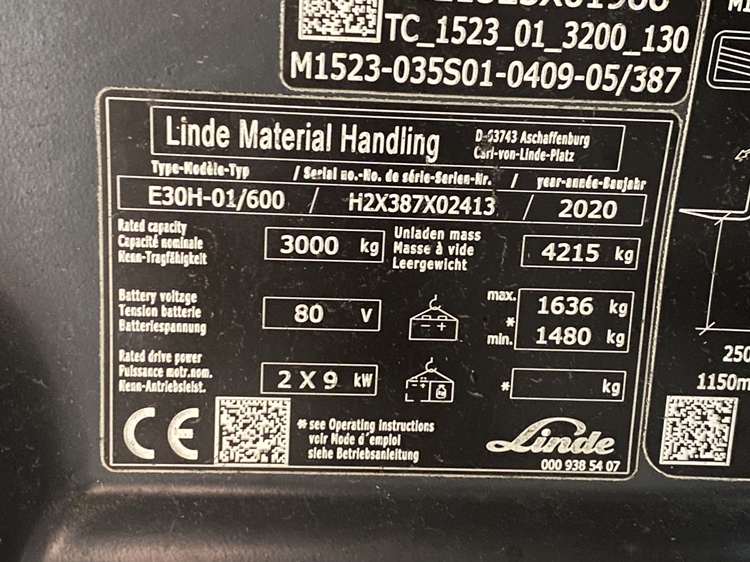 TC_1523_01_3200_130
M1523-035S01-0409-05/387
Linde Material Handling
D-63743 Aschaffenburg
Carl-von-Linde-Platz
Type-Modèle-Typ / Serial no.-No. de série-Serien-Nr. / year-année-Baujahr
E30H-01/600 / H2X387X02413 / 2020
Rated capacity
Capacité nominale
Nenn-Tragfähigkeit
3000 kg
Unladen mass
Masse à vide
Leergewicht
4215 kg
Battery voltage
Tension batterie
Batteriespannung
80 V
max. 1636 kg
*
min. 1480 kg
Rated drive power
Puissance motr.nom.
Nenn-Antriebsleist.
2 X 9 kW
* kg
CE
* see Operating Instructions
voir Mode d'emploi
siehe Betriebsanleitung
Linde
000 938 54 07
250
1150m